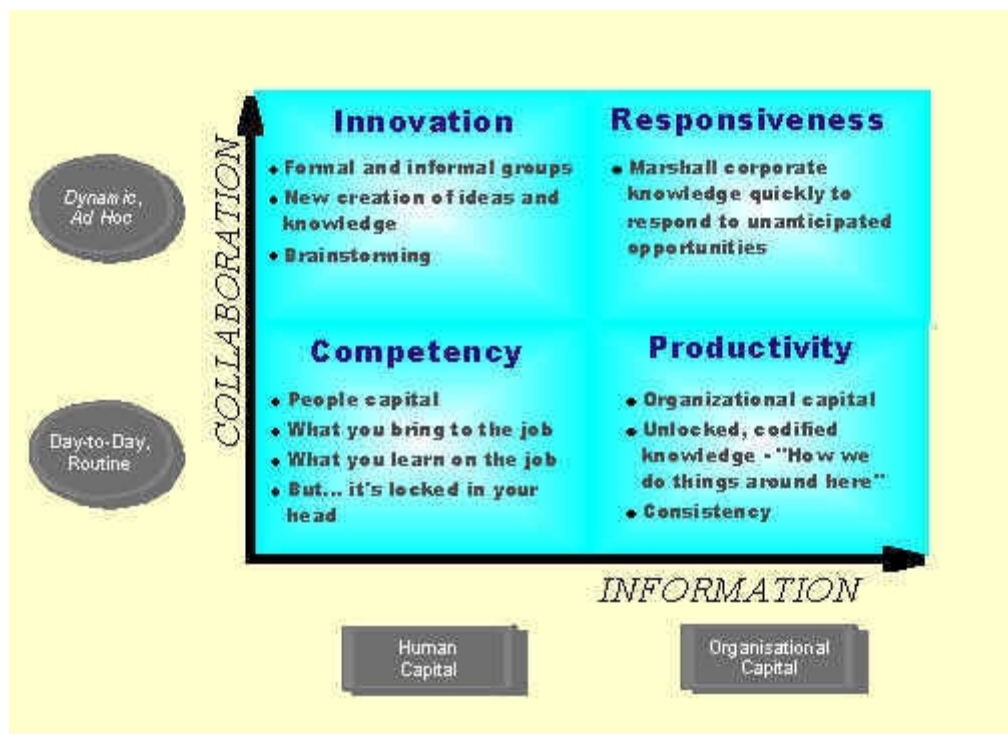 Innovation
• Formal and informal groups
• New creation of ideas and
knowledge
• Brainstorming
Responsiveness
• Marshall corporate
knowledge quickly to
respond to unanticipated
opportunities
Dynamic,
Ad Hoc
COLLABORATION
Competency
• People capital
• What you bring to the job
• What you learn on the job
• But... it's locked in your
head
Productivity
• Organizational capital
• Unlocked, codified
knowledge - "How we
do things around here"
• Consistency
Day-to-Day,
Routine
INFORMATION
Human
Capital
Organisational
Capital